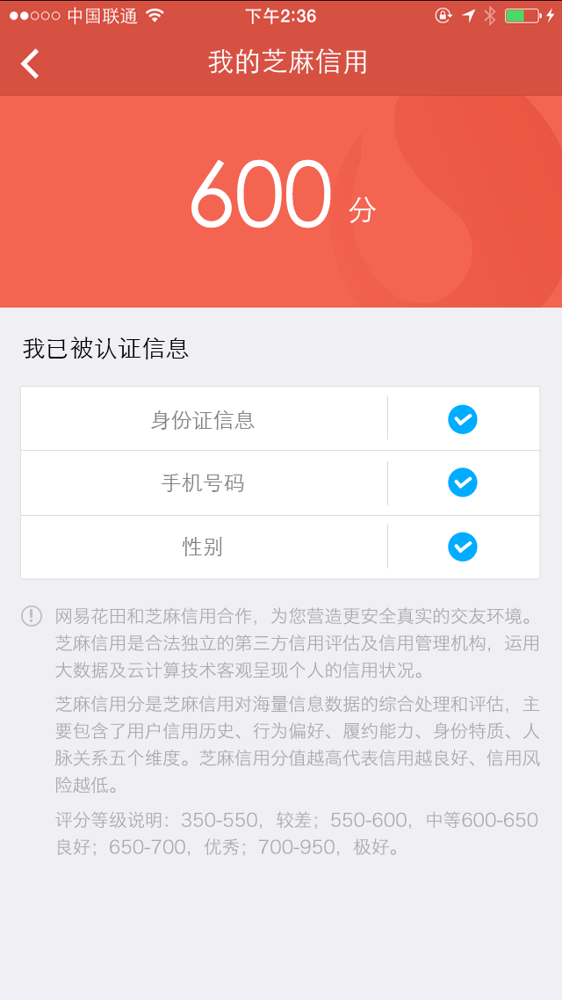 中国联通
下午2:36
我的芝麻信用
600 分
我已被认证信息
身份证信息
手机号码
性别
网易花田和芝麻信用合作，为您营造更安全真实的交友环境。
芝麻信用是合法独立的第三方信用评估及信用管理机构，运用
大数据及云计算技术客观呈现个人的信用状况。
芝麻信用分是芝麻信用对海量信息数据的综合处理和评估，主
要包含了用户信用历史、行为偏好、履约能力、身份特质、人
脉关系五个维度。芝麻信用分值越高代表信用越良好、信用风
险越低。
评分等级说明：350-550，较差；550-600，中等600-650
良好；650-700，优秀；700-950，极好。